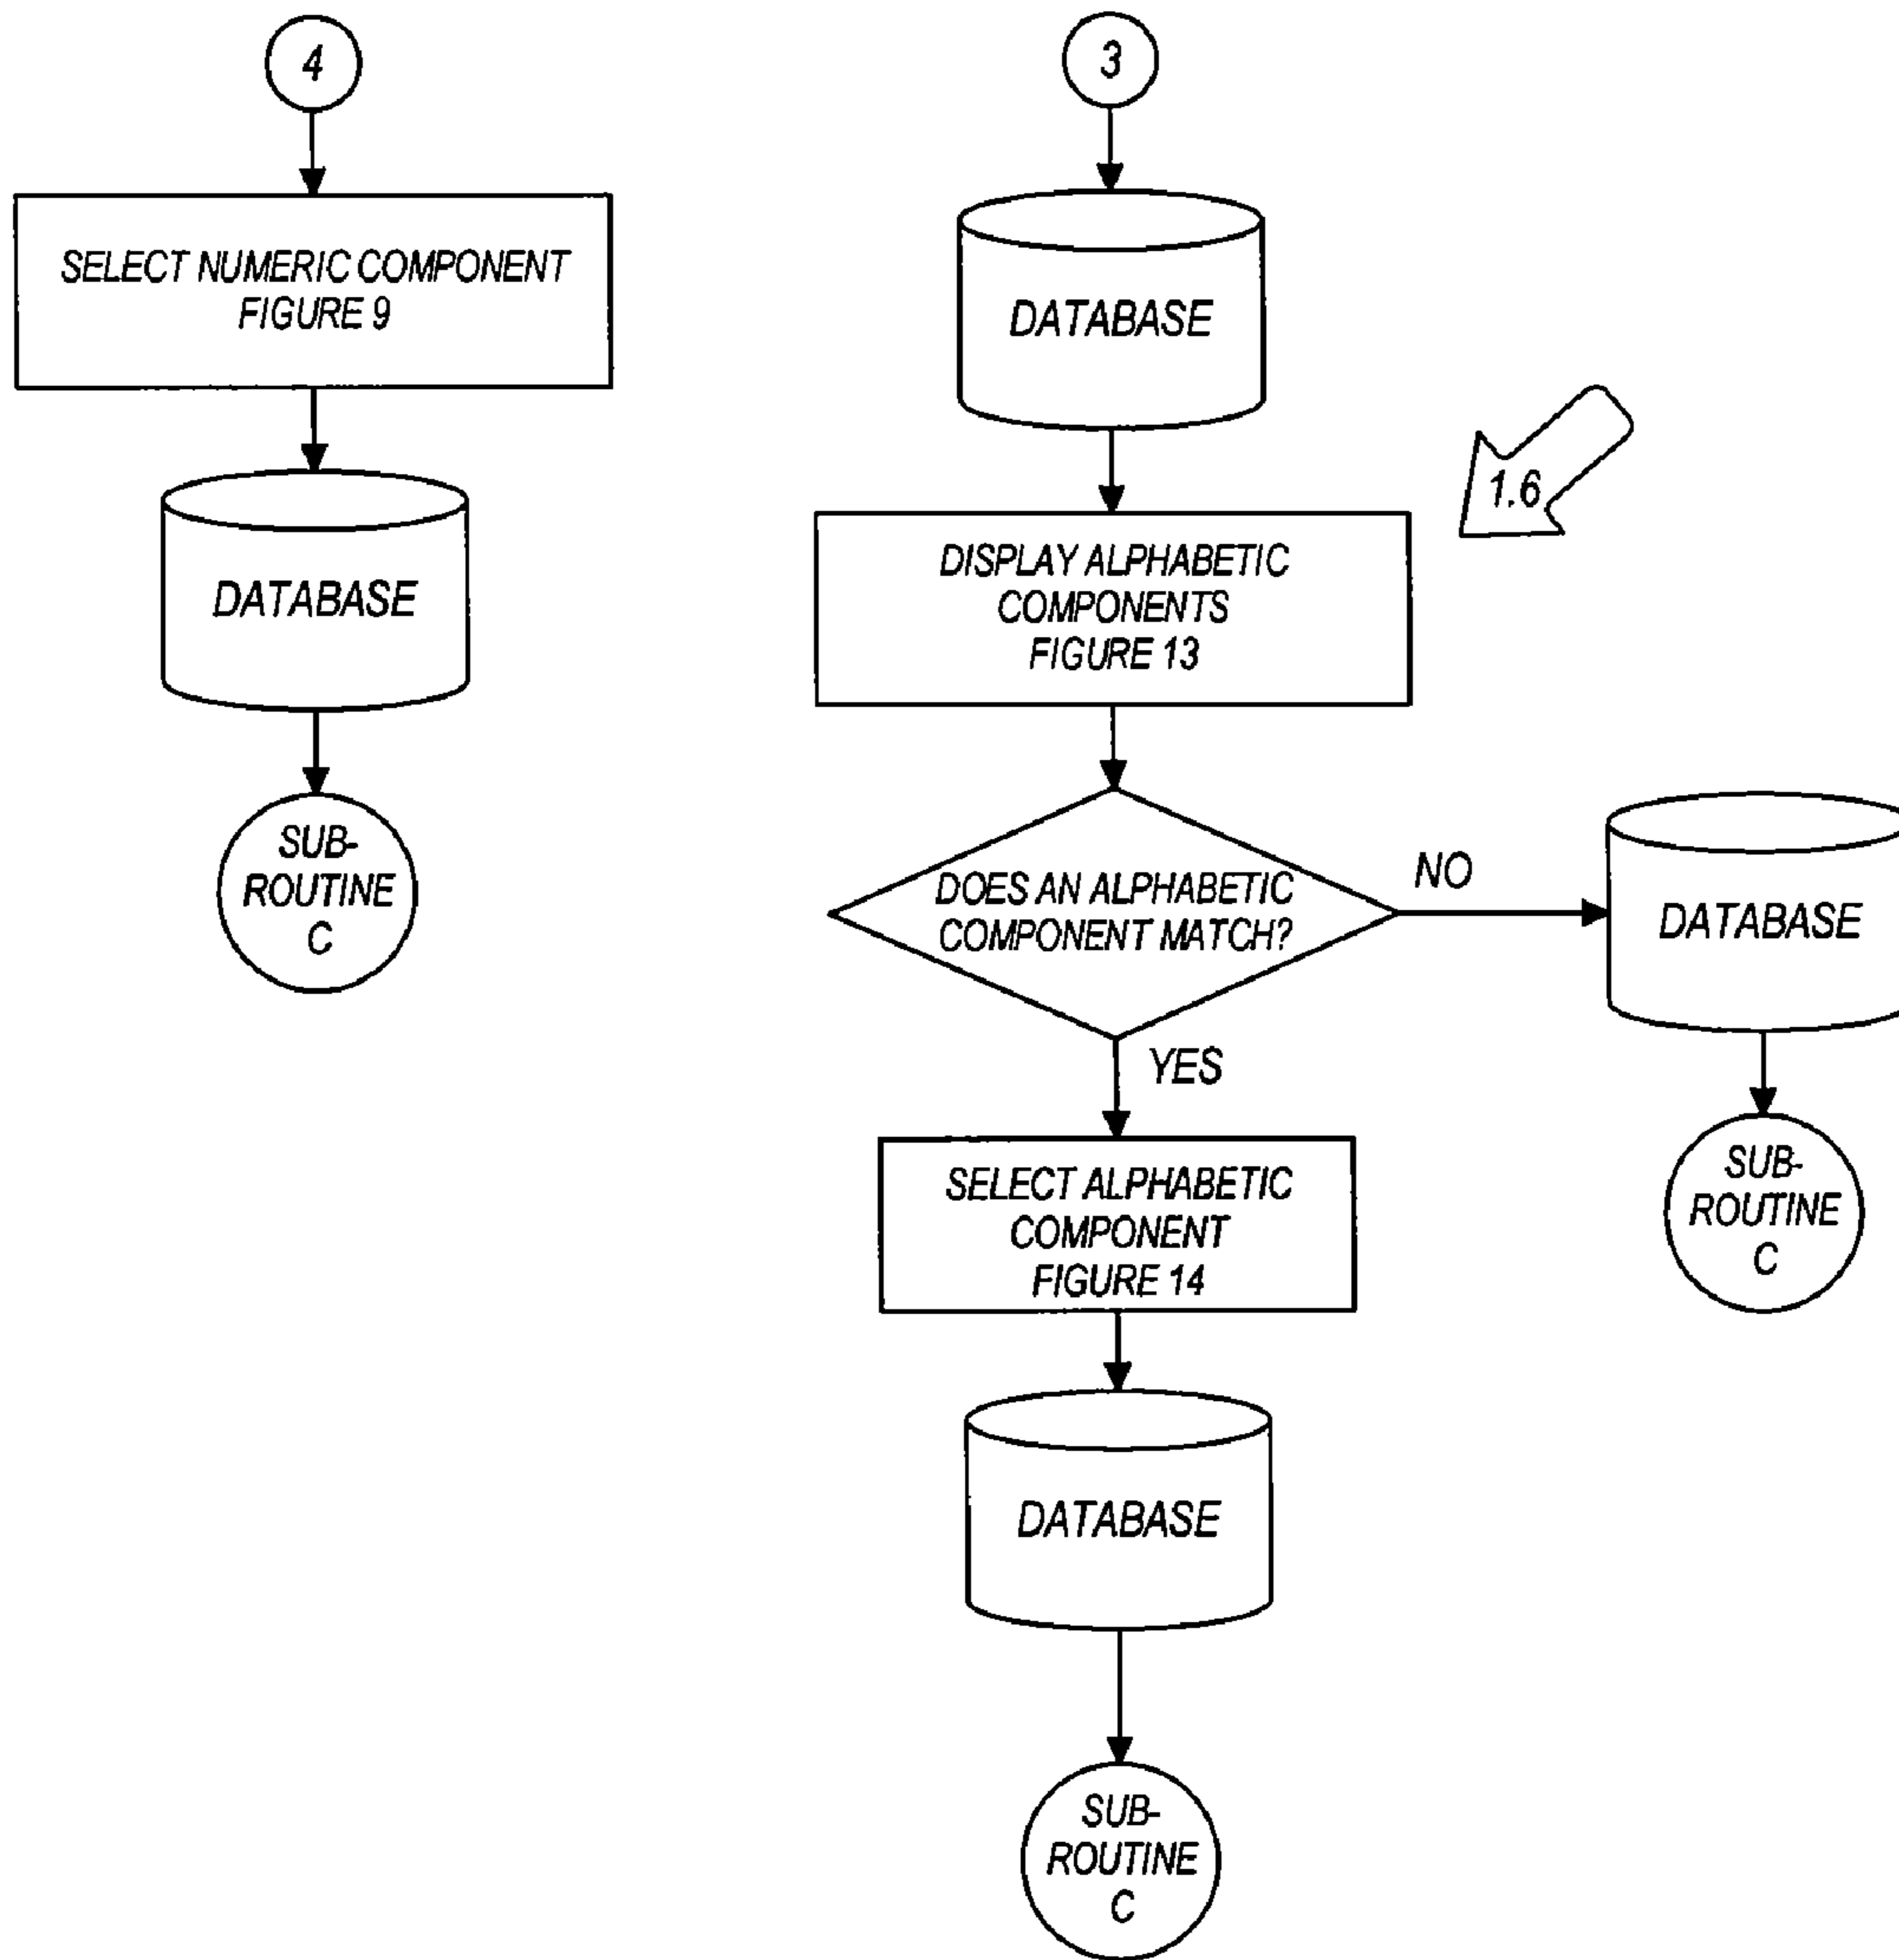 4
SELECT NUMERIC COMPONENT
FIGURE 9
DATABASE
SUB-
ROUTINE
C
3
DATABASE
1.6
DISPLAY ALPHABETIC
COMPONENTS
FIGURE 13
DOES AN ALPHABETIC
COMPONENT MATCH?
NO
DATABASE
SUB-
ROUTINE
C
YES
SELECT ALPHABETIC
COMPONENT
FIGURE 14
DATABASE
SUB-
ROUTINE
C